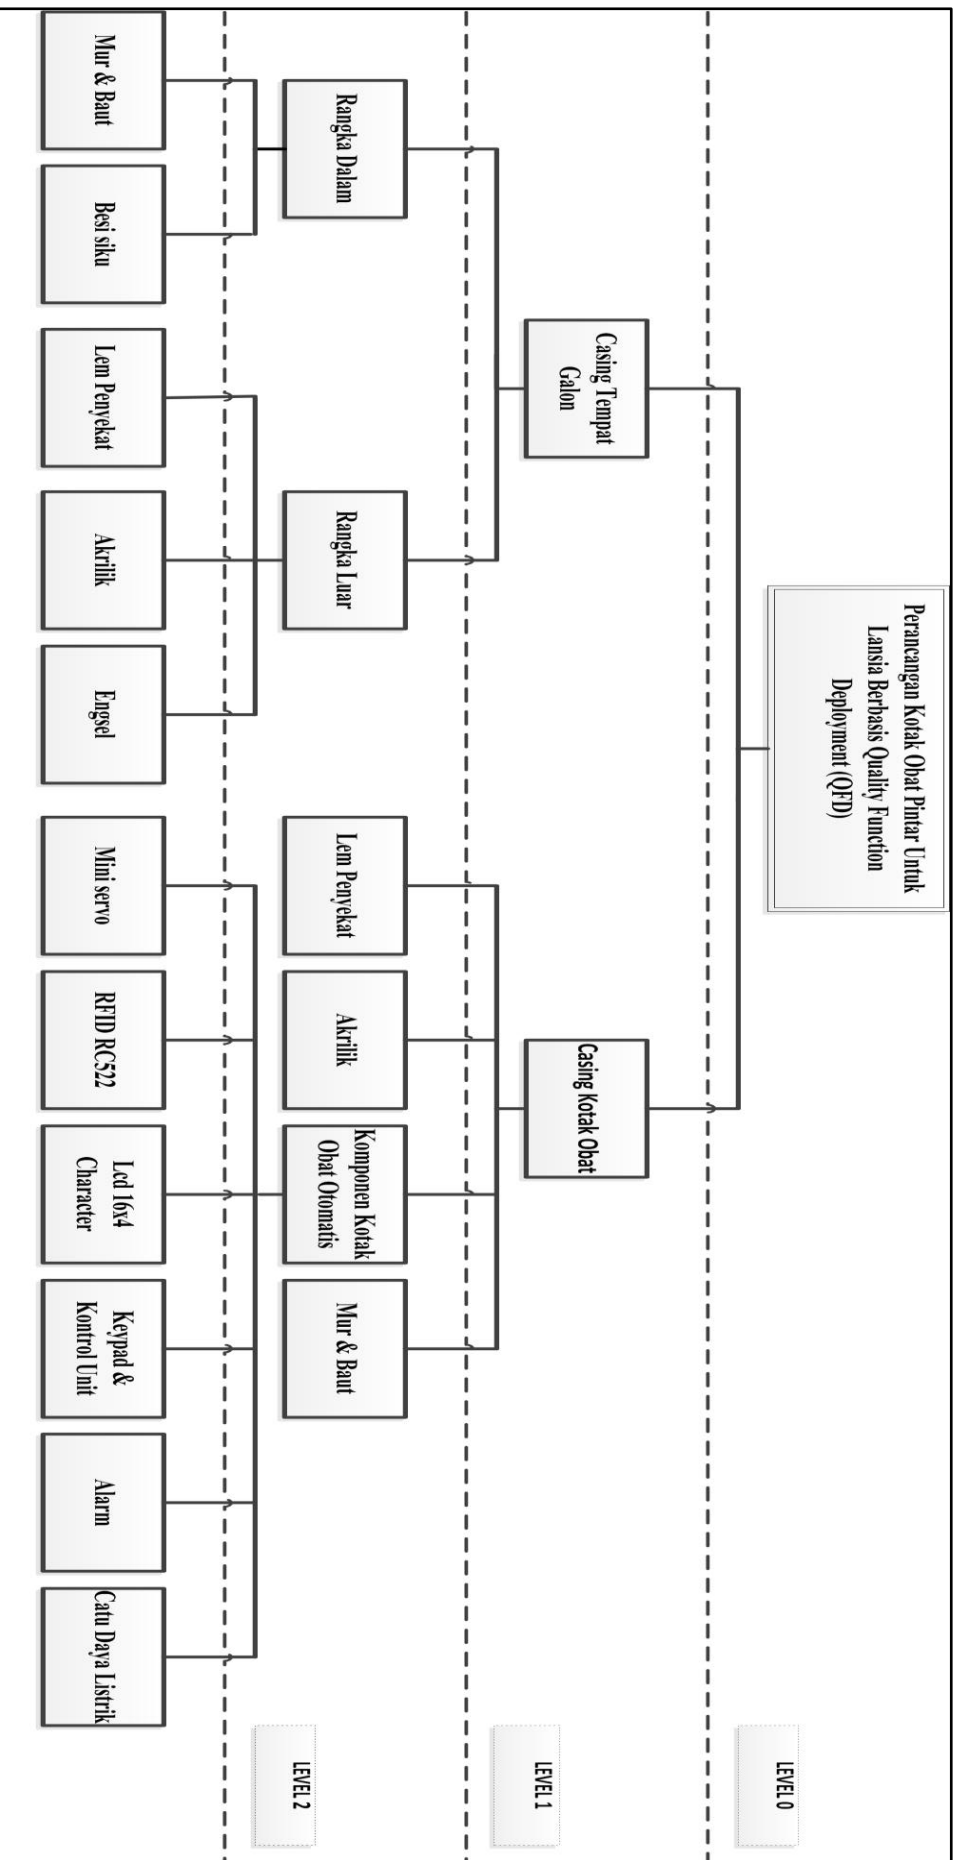 Perancangan Kotak Obat Pintar Untuk
Lansia Berbasis Quality Function
Deployment (QFD)
LEVEL 0
Casing Tempat
Galon
Casing Kotak Obat
LEVEL 1
Rangka Dalam
Rangka Luar
Lem Penyekat
Akrilik
Komponen Kotak
Obat Otomatis
Mur & Baut
LEVEL 2
Mur & Baut
Besi siku
Lem Penyekat
Akrilik
Engsel
Mini servo
RFID RC522
Lcd 16x4
Character
Keypad &
Kontrol Unit
Alarm
Catu Daya Listrik